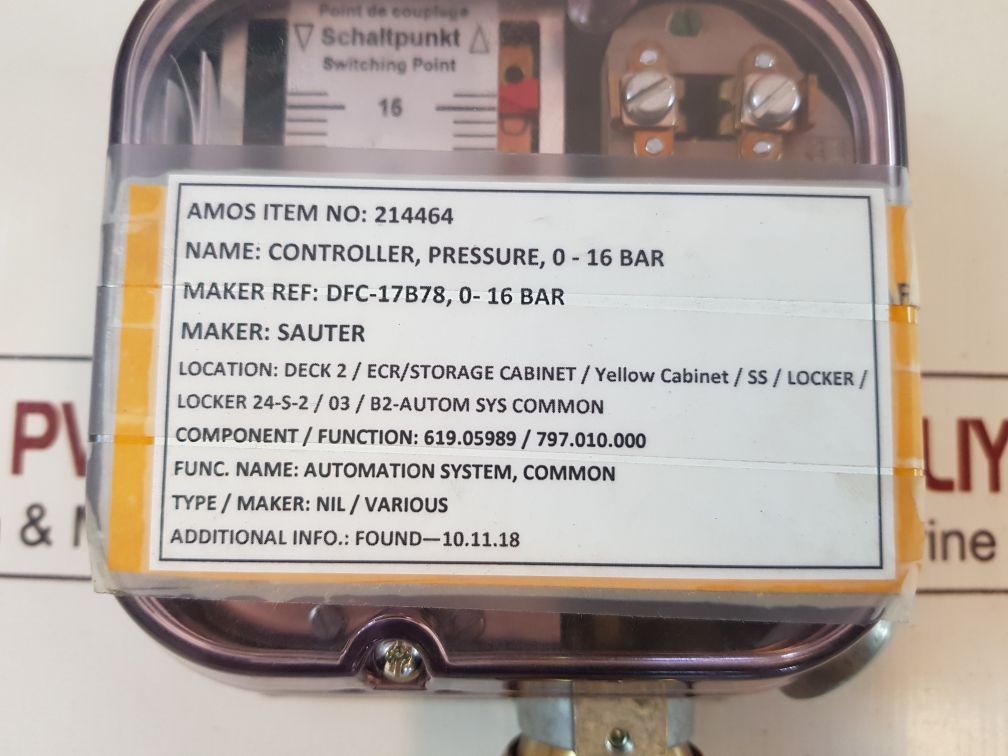 Point de couplage
Schaltpunkt
Switching Point
16
AMOS ITEM NO: 214464
NAME: CONTROLLER, PRESSURE, 0 - 16 BAR
MAKER REF: DFC-17B78, 0- 16 BAR
MAKER: SAUTER
LOCATION: DECK 2 / ECR/STORAGE CABINET / Yellow Cabinet / SS / LOCKER /
LOCKER 24-S-2 / 03 / B2-AUTOM SYS COMMON
COMPONENT / FUNCTION: 619.05989 / 797.010.000
FUNC. NAME: AUTOMATION SYSTEM, COMMON
TYPE / MAKER: NIL / VARIOUS
ADDITIONAL INFO.: FOUND—10.11.18
PV
LIY
& M
ine